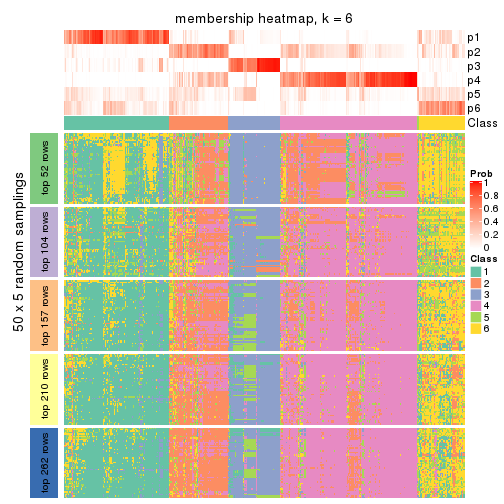 membership heatmap, k = 6
p1
p2
p3
p4
p5
p6
Class
50 x 5 random samplings
top 52 rows
top 104 rows
top 157 rows
top 210 rows
top 262 rows
Prob
0.8
0.6
0.4
0.2
0
Class
1
2
3
4
5
6